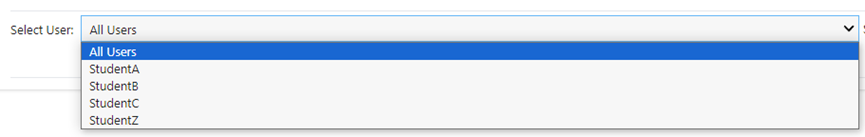 Select User: All Users
All Users
StudentA
StudentB
StudentC
StudentZ